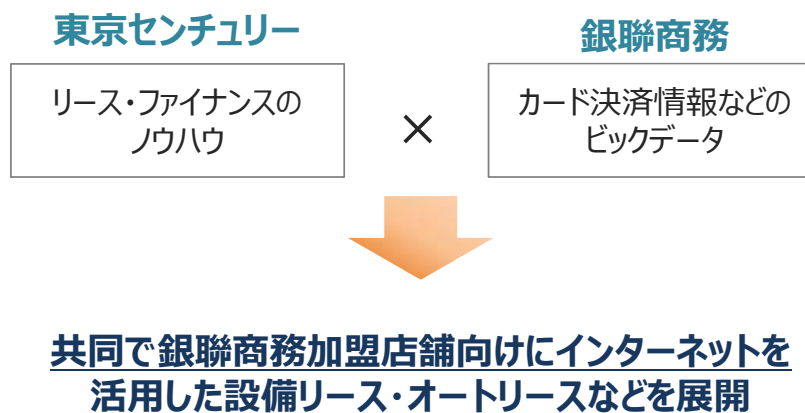 東京センチュリー
銀聯商務
リース・ファイナンスの
ノウハウ
×
カード決済情報などの
ビックデータ
共同で銀聯商務加盟店舗向けにインターネットを
活用した設備リース・オートリースなどを展開